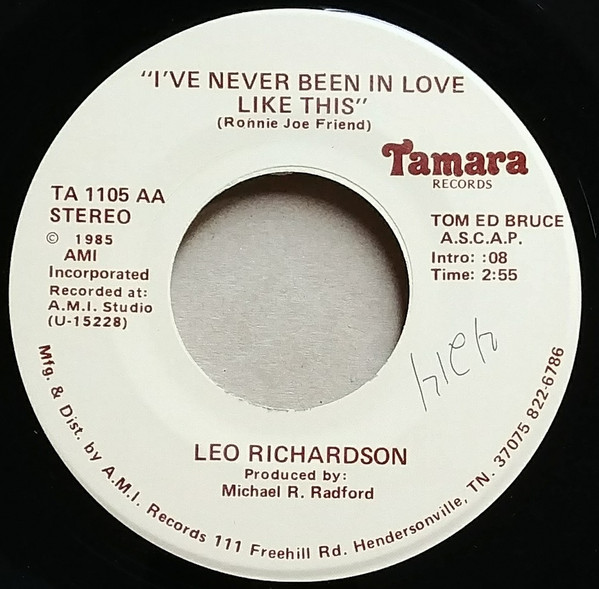 "I'VE NEVER BEEN IN LOVE
LIKE THIS"
(Ronnie Joe Friend)
Tamara
RECORDS
TA 1105 AA
STEREO
© 1985
AMI
Incorporated
Recorded at:
A.M.I. Studio
(U-15228)
TOM ED BRUCE
A.S.C.A.P.
Intro: :08
Time: 2:55
LEO RICHARDSON
Produced by:
Michael R. Radford
Mfg. & Dist. by A.M.I. Records 111 Freehill Rd. Hendersonville, TN. 37075 822-6786